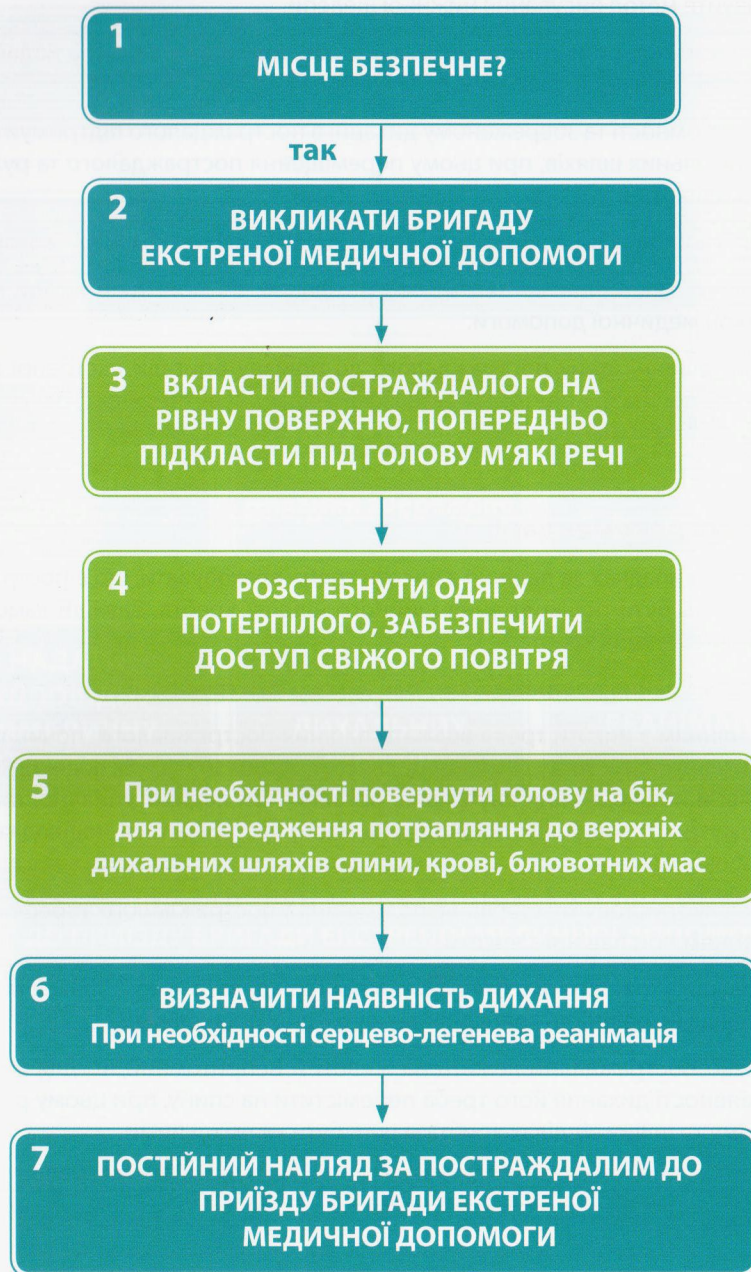 1
МІСЦЕ БЕЗПЕЧНЕ?
так
2
ВИКЛИКАТИ БРИГАДУ
ЕКСТРЕНОЇ МЕДИЧНОЇ ДОПОМОГИ
3
ВКЛАСТИ ПОСТРАЖДАЛОГО НА
РІВНУ ПОВЕРХНЮ, ПОПЕРЕДНЬО
ПІДКЛАСТИ ПІД ГОЛОВУ М’ЯКІ РЕЧІ
4
РОЗСТЕБНУТИ ОДЯГ У
ПОТЕРПІЛОГО, ЗАБЕЗПЕЧИТИ
ДОСТУП СВІЖОГО ПОВІТРЯ
5
При необхідності повернути голову на бік,
для попередження потрапляння до верхніх
дихальних шляхів слини, крові, блювотних мас
6
ВИЗНАЧИТИ НАЯВНІСТЬ ДИХАННЯ
При необхідності серцево-легенева реанімація
7
ПОСТІЙНИЙ НАГЛЯД ЗА ПОСТРАЖДАЛИМ ДО
ПРИЇЗДУ БРИГАДИ ЕКСТРЕНОЇ
МЕДИЧНОЇ ДОПОМОГИ